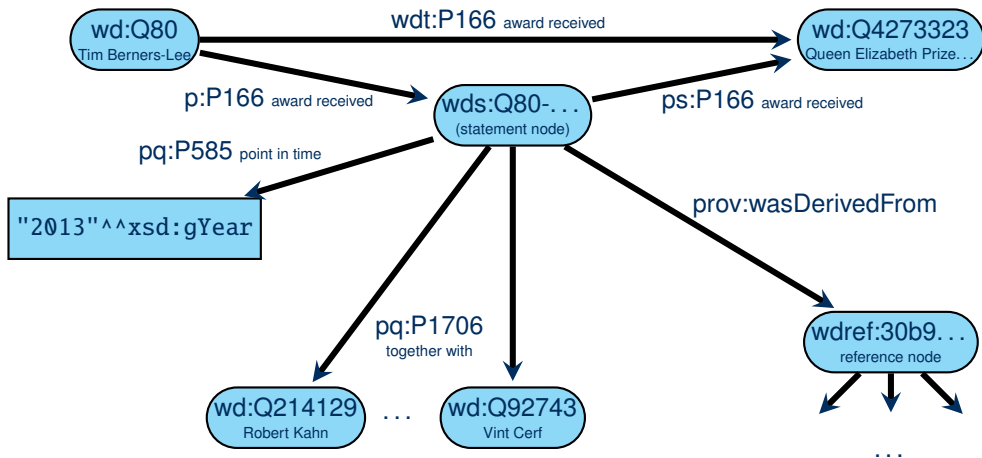 wd:Q80
Tim Berners-Lee
wdt:P166 award received
wd:Q4273323
Queen Elizabeth Prize...
p:P166 award received
wds:Q80-...
(statement node)
ps:P166 award received
pq:P585 point in time
"2013"^^xsd:gYear
prov:wasDerivedFrom
pq:P1706
together with
wdref:30b9...
reference node
wd:Q214129
Robert Kahn
...
wd:Q92743
Vint Cerf
...